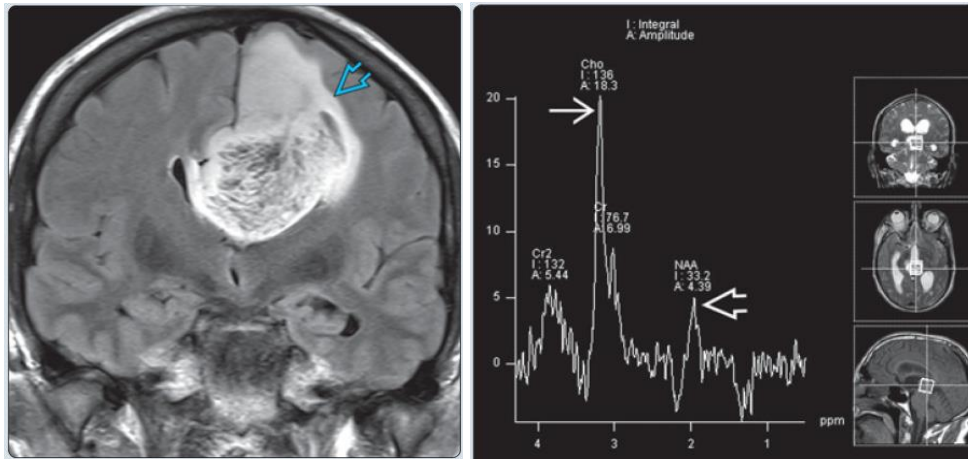 I : Integral
A: Amplitude
Cho
I : 136
A: 18.3
20
15
10
5
0
Cr
I : 76.7
A: 6.99
Cr2
I : 132
A: 5.44
NAA
I : 33.2
A: 4.39
4
3
2
1
ppm